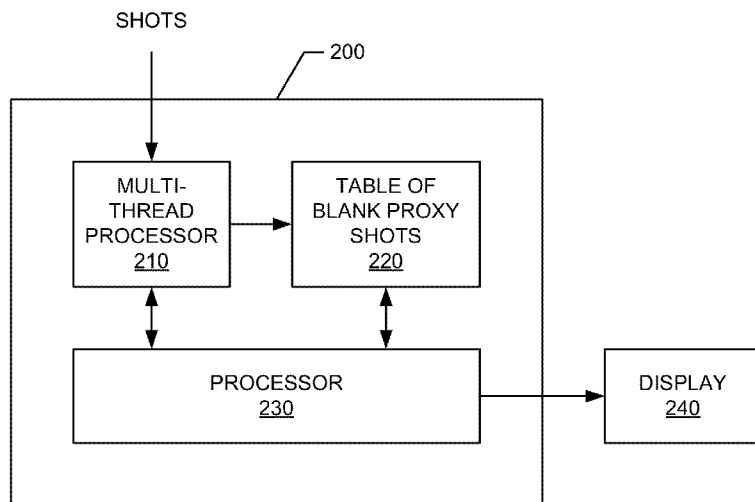 SHOTS
200
MULTI-
THREAD
PROCESSOR
210
TABLE OF
BLANK PROXY
SHOTS
220
PROCESSOR
230
DISPLAY
240